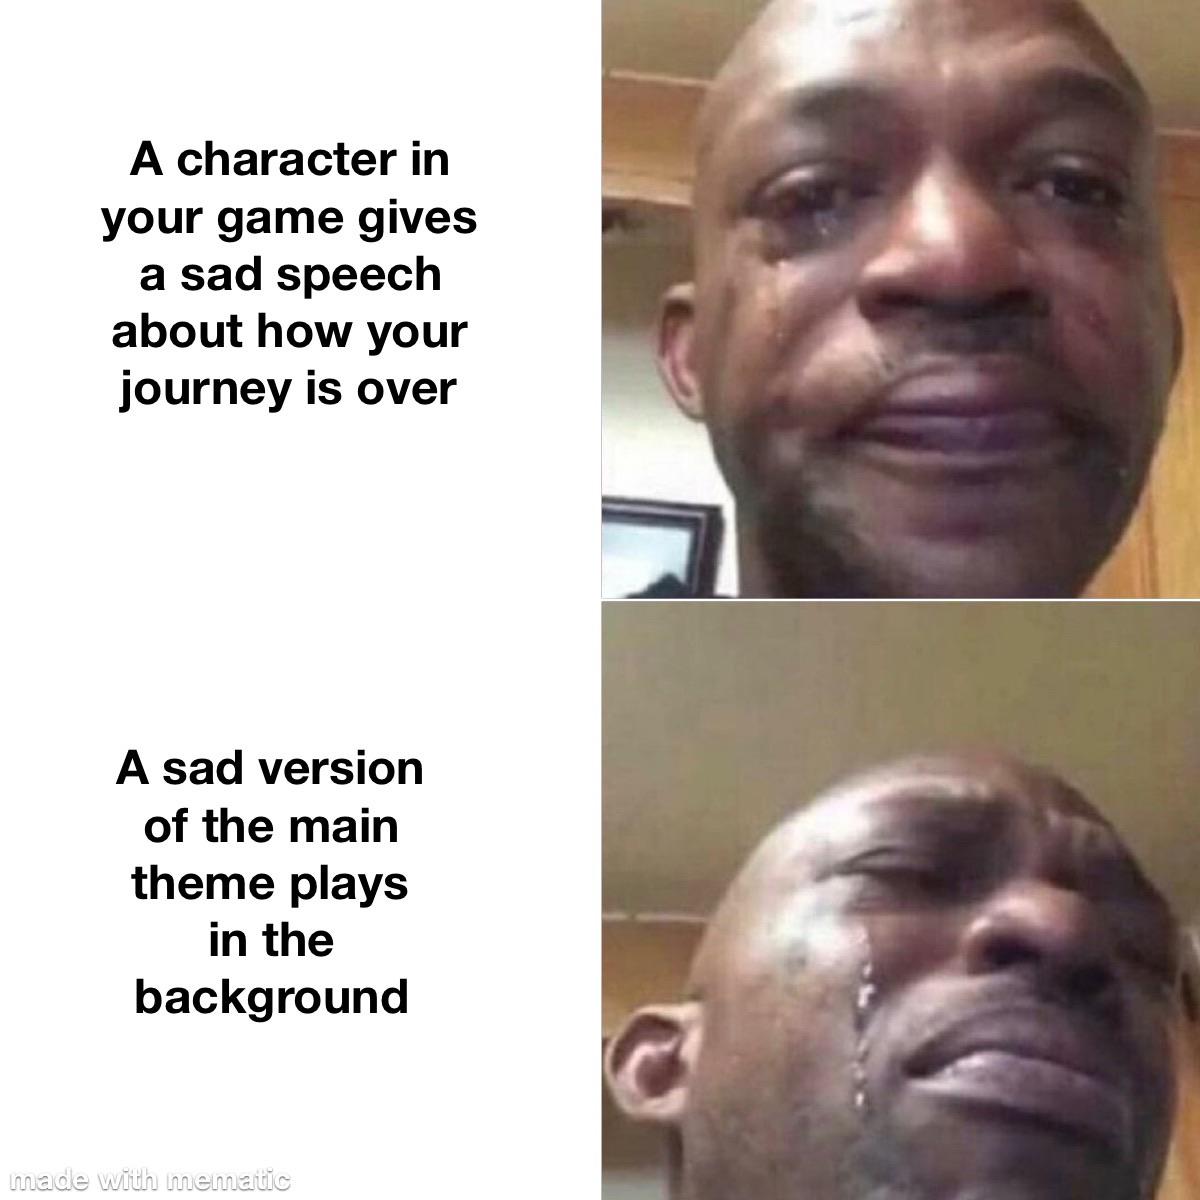 A character in
your game gives
a sad speech
about how your
journey is over
A sad version
of the main
theme plays
in the
background
made with mematic